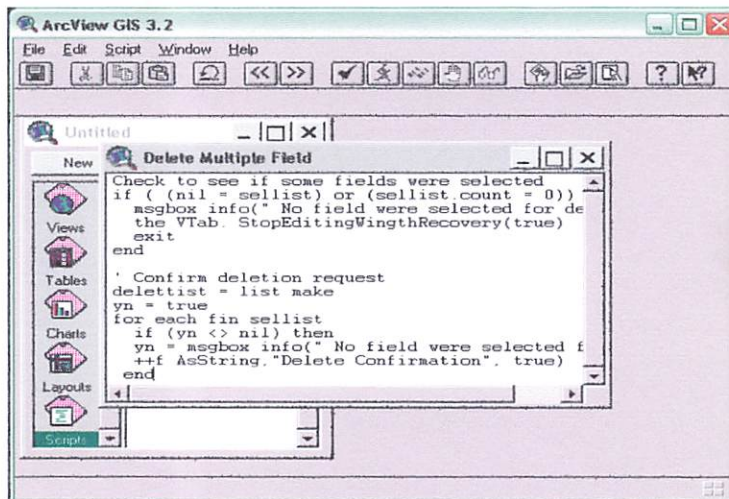 ArcView GIS 3.2
File Edit Script Window Help
Untitled
New
Views
Tables
Charts
Layouts
Scripts
Delete Multiple Field
Check to see if some fields were selected
if ( (nil = sellist) or (sellist.count = 0))
msgbox info(" No field were selected for de
the VTab. StopEditingWingthRecovery(true)
exit
end
' Confirm deletion request
delettist = list make
yn = true
for each fin sellist
if (yn <> nil) then
yn = msgbox info(" No field were selected f
++f AsString,"Delete Confirmation", true)
end